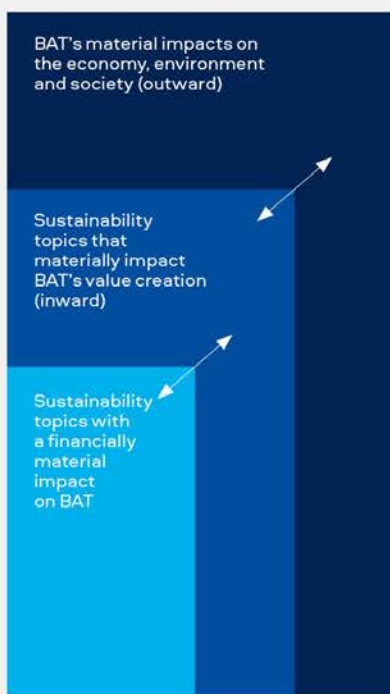 BAT's material impacts on
the economy, environment
and society (outward)
Sustainability
topics that
materially impact
BAT's value creation
(inward)
Sustainability
topics with
a financially
material
impact
on BAT